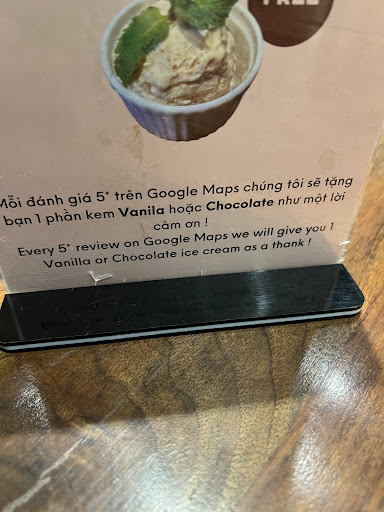 FREE
Mỗi đánh giá 5* trên Google Maps chúng tôi sẽ tặng
bạn 1 phần kem Vanila hoặc Chocolate như một lời
cảm ơn !
Every 5* review on Google Maps we will give you 1
Vanilla or Chocolate ice cream as a thank !